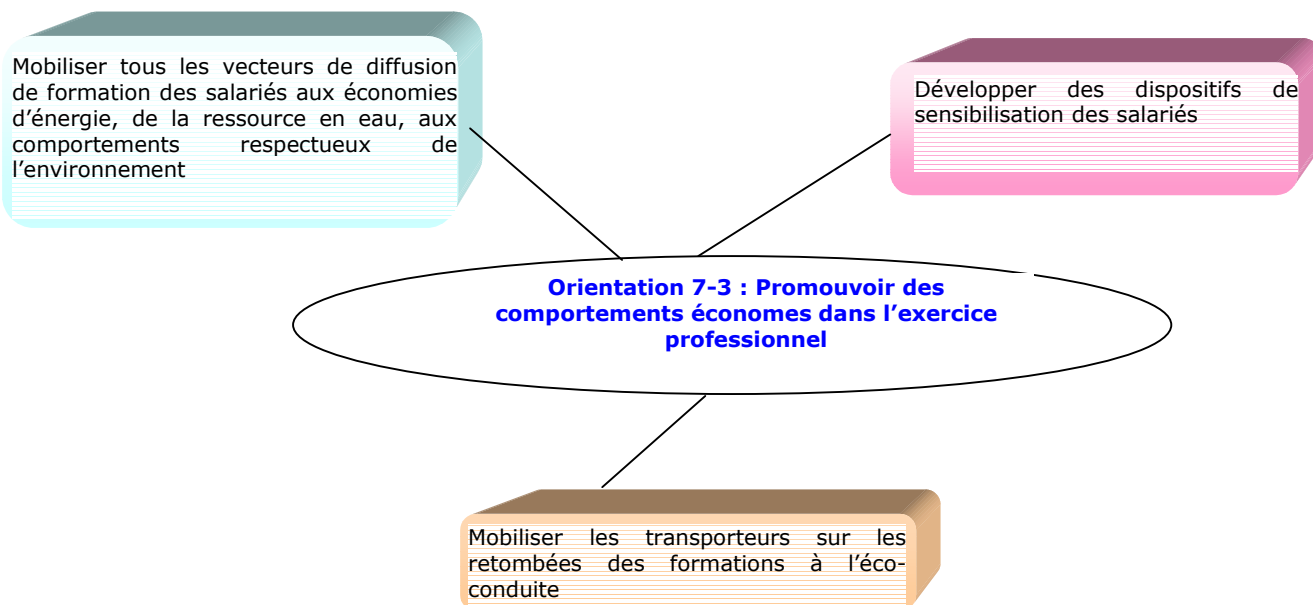 Mobiliser tous les vecteurs de diffusion
de formation des salariés aux économies
d’énergie, de la ressource en eau, aux
comportements respectueux de
l’environnement
Développer des dispositifs de
sensibilisation des salariés
Orientation 7-3 : Promouvoir des
comportements économes dans l’exercice
professionnel
Mobiliser les transporteurs sur les
retombées des formations à l’éco-
conduite